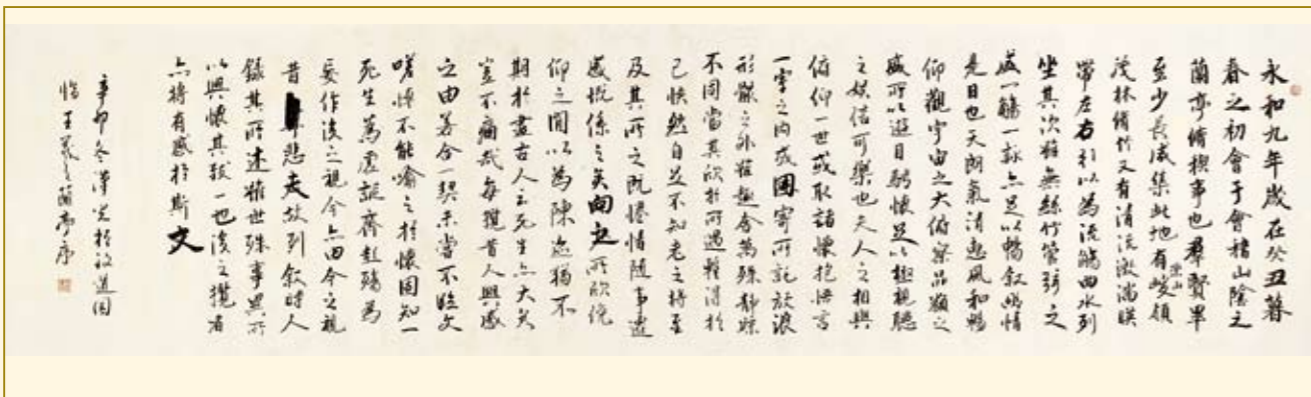 永和九年歲在癸丑暮
春之初會于會稽山陰之
蘭亭脩禊事也羣賢畢
至少長咸集此地有崇山峻領
茂林脩竹又有清流激湍暎
帶左右引以為流觴曲水列
坐其次雖無絲竹管弦之
盛一觴一詠亦足以暢敘幽情
是日也天朗氣清惠風和暢
仰觀宇宙之大俯察品類之
盛所以遊目騁懷足以極視聽
之娛信可樂也夫人之相與
俯仰一世或取諸懷抱悟言
一室之內或因寄所託放浪
形骸之外雖趣舍萬殊靜躁
不同當其欣於所遇蹔得於
己怏然自足不知老之將至
及其所之既惓情隨事遷
感慨係之矣向之所欣俛
仰之閒以為陳迹猶不
期於盡古人云死生亦大矣
豈不痛哉每攬昔人興感
之由若合一契未嘗不臨文
嗟悼不能喻之於懷固知一
死生為虛誕齊彭殤為
妄作後之視今亦由今之視
昔悲夫故列敘時人
錄其所述雖世殊事異所
以興懷其致一也後之攬者
亦將有感於斯文
辛卯冬
臨王羲之蘭亭序